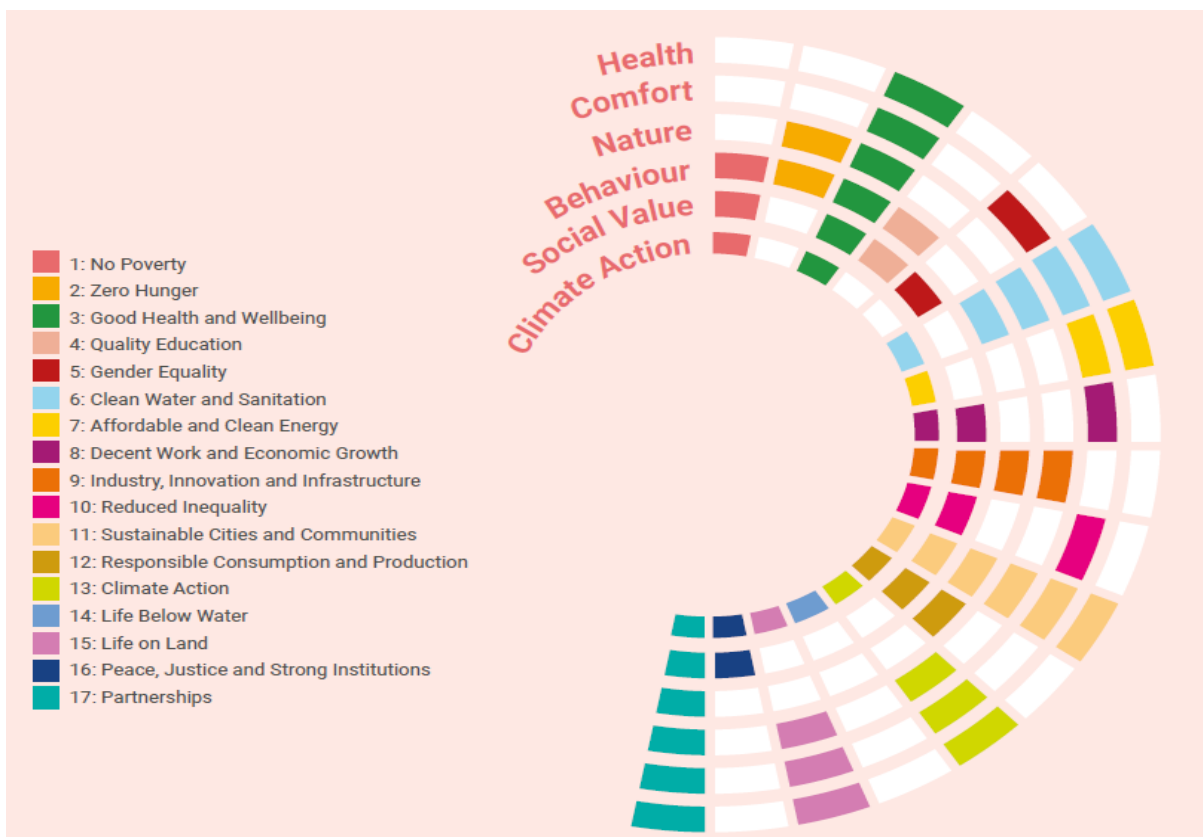 Health
Comfort
Nature
Behaviour
Social Value
Climate Action
1: No Poverty
2: Zero Hunger
3: Good Health and Wellbeing
4: Quality Education
5: Gender Equality
6: Clean Water and Sanitation
7: Affordable and Clean Energy
8: Decent Work and Economic Growth
9: Industry, Innovation and Infrastructure
10: Reduced Inequality
11: Sustainable Cities and Communities
12: Responsible Consumption and Production
13: Climate Action
14: Life Below Water
15: Life on Land
16: Peace, Justice and Strong Institutions
17: Partnerships